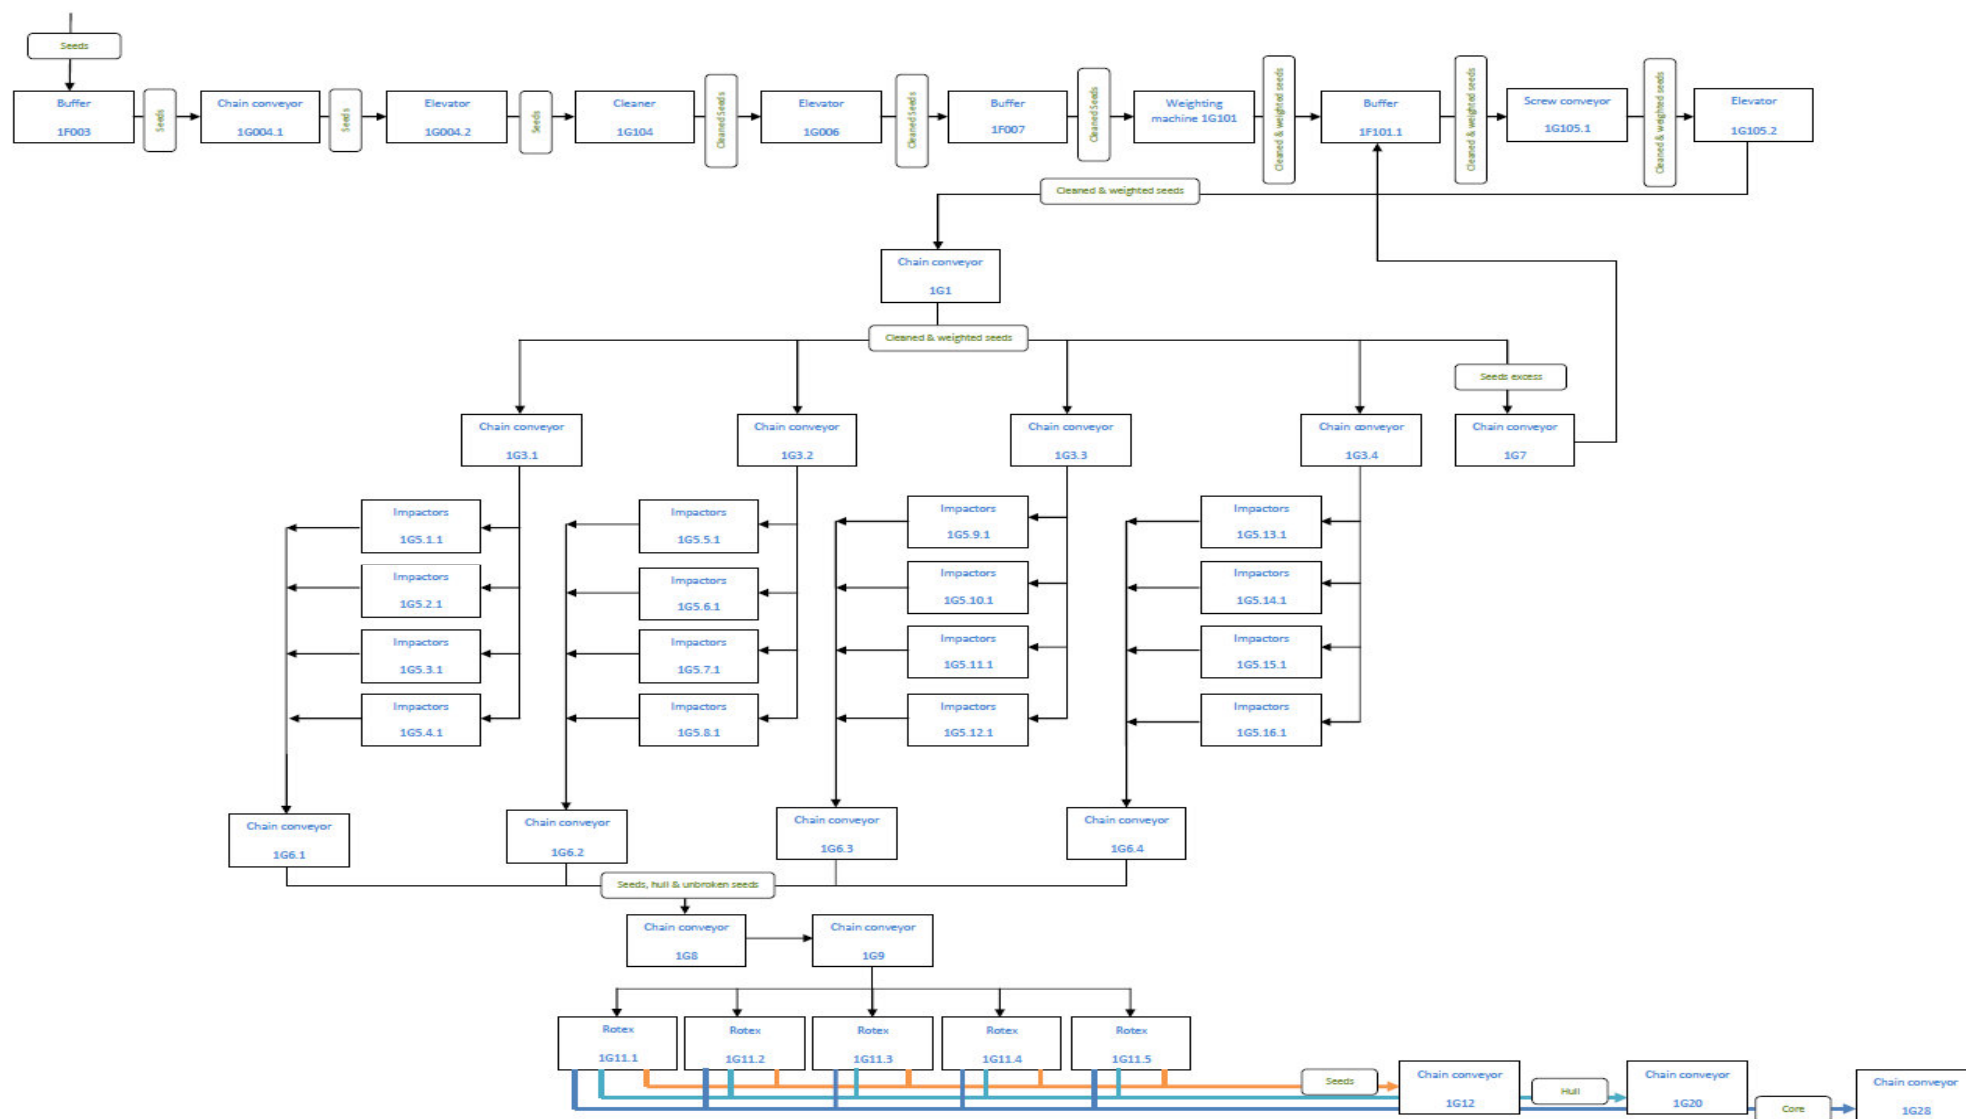 Seeds
Buffer
1F003
Seeds
Chain conveyor
1G004.1
Seeds
Elevator
1G004.2
Seeds
Cleaner
1G104
Cleaned Seeds
Elevator
1G006
Cleaned Seeds
Buffer
1F007
Cleaned Seeds
Weighting
machine 1G101
Cleaned & weighted seeds
Buffer
1F101.1
Cleaned & weighted seeds
Screw conveyor
1G105.1
Cleaned & weighted seeds
Elevator
1G105.2
Cleaned & weighted seeds
Chain conveyor
1G1
Cleaned & weighted seeds
Seeds excess
Chain conveyor
1G3.1
Chain conveyor
1G3.2
Chain conveyor
1G3.3
Chain conveyor
1G3.4
Chain conveyor
1G7
Impactors
1G5.1.1
Impactors
1G5.5.1
Impactors
1G5.9.1
Impactors
1G5.13.1
Impactors
1G5.2.1
Impactors
1G5.6.1
Impactors
1G5.10.1
Impactors
1G5.14.1
Impactors
1G5.3.1
Impactors
1G5.7.1
Impactors
1G5.11.1
Impactors
1G5.15.1
Impactors
1G5.4.1
Impactors
1G5.8.1
Impactors
1G5.12.1
Impactors
1G5.16.1
Chain conveyor
1G6.1
Chain conveyor
1G6.2
Chain conveyor
1G6.3
Chain conveyor
1G6.4
Seeds, hull & unbroken seeds
Chain conveyor
1G8
Chain conveyor
1G9
Rotex
1G11.1
Rotex
1G11.2
Rotex
1G11.3
Rotex
1G11.4
Rotex
1G11.5
Seeds
Chain conveyor
1G12
Hull
Chain conveyor
1G20
Core
Chain conveyor
1G28